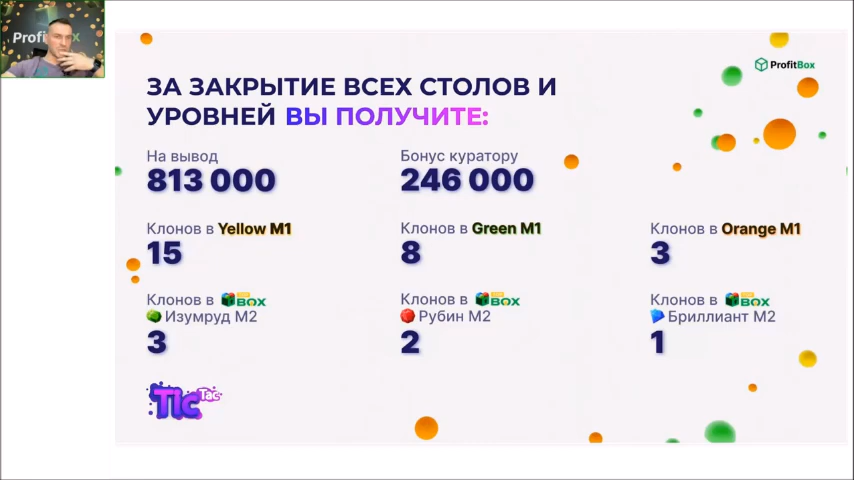 ProfitBox
ProfitBox
ЗА ЗАКРЫТИЕ ВСЕХ СТОЛОВ И
УРОВНЕЙ ВЫ ПОЛУЧИТЕ:
На вывод
813 000
Бонус куратору
246 000
Клонов в Yellow M1
15
Клонов в Green M1
8
Клонов в Orange M1
3
Клонов в BOX
Изумруд М2
3
Клонов в BOX
Рубин М2
2
Клонов в BOX
Бриллиант М2
1
Tic Tac